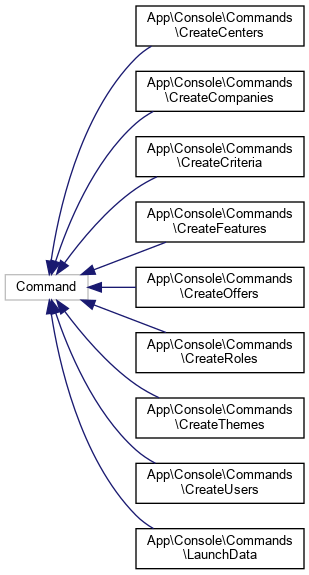 App\Console\Commands
\CreateCenters
App\Console\Commands
\CreateCompanies
App\Console\Commands
\CreateCriteria
App\Console\Commands
\CreateFeatures
Command
App\Console\Commands
\CreateOffers
App\Console\Commands
\CreateRoles
App\Console\Commands
\CreateThemes
App\Console\Commands
\CreateUsers
App\Console\Commands
\LaunchData